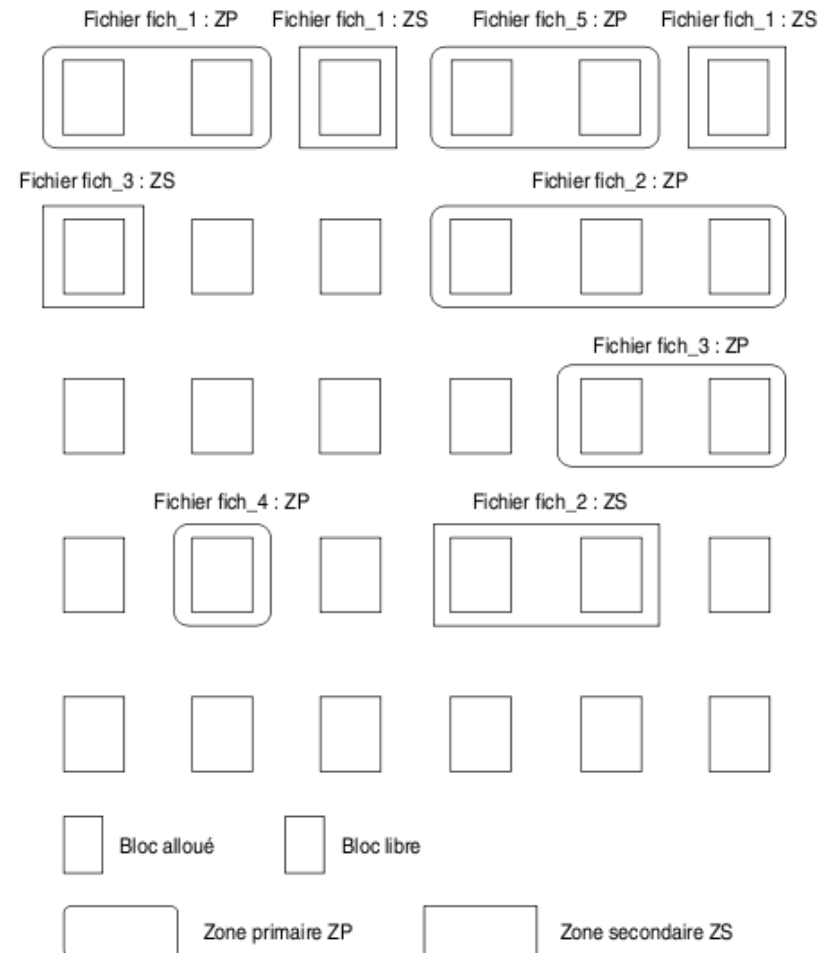 Fichier fich_1 : ZP Fichier fich_1 : ZS Fichier fich_5 : ZP Fichier fich_1 : ZS
Fichier fich_3 : ZS Fichier fich_2 : ZP
Fichier fich_3 : ZP
Fichier fich_4 : ZP Fichier fich_2 : ZS
Bloc alloué Bloc libre
Zone primaire ZP Zone secondaire ZS